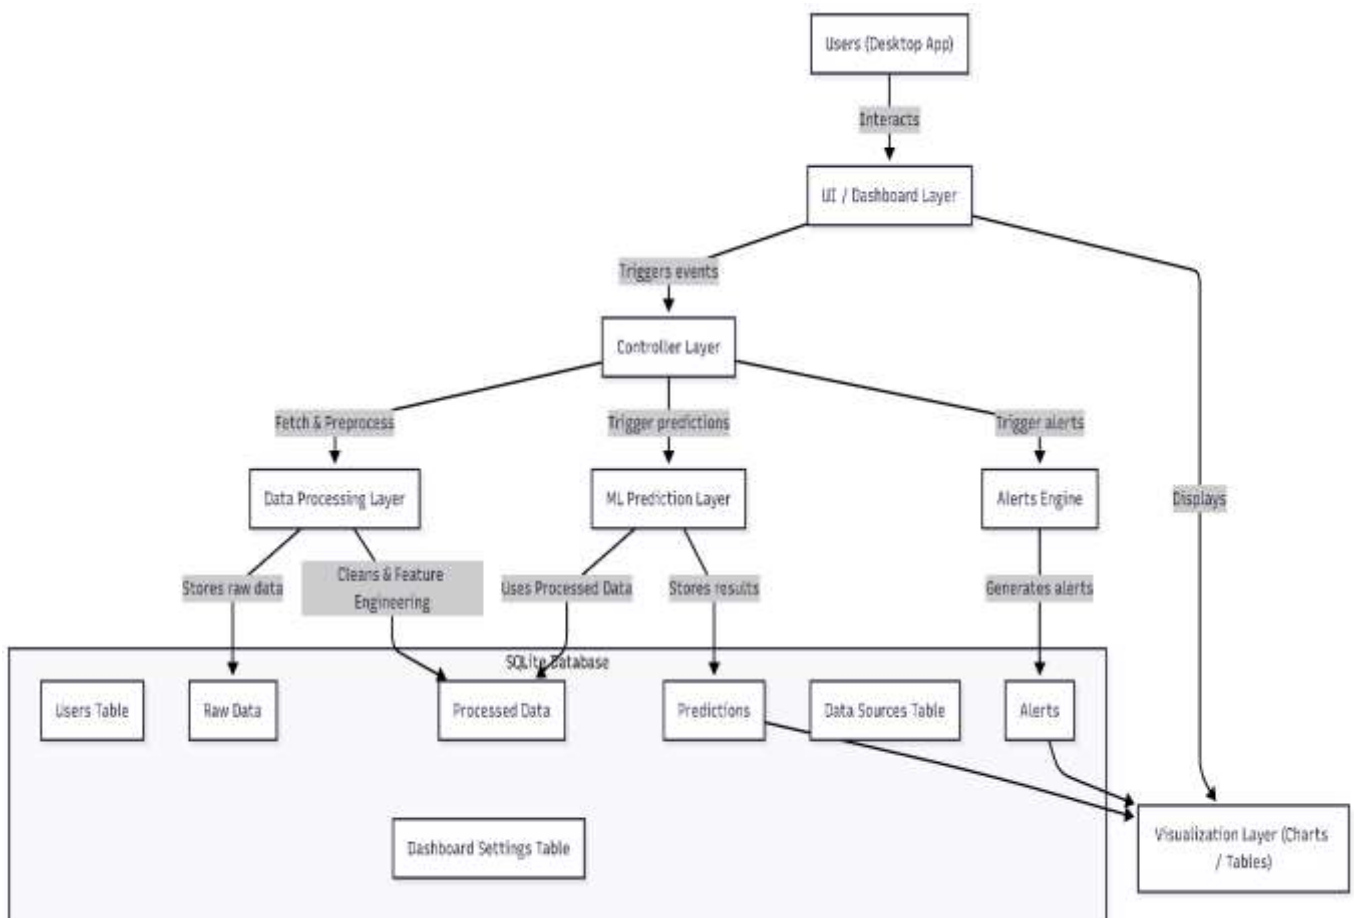 Users (Desktop App)
Interacts
UI / Dashboard Layer
Triggers events
Controller Layer
Fetch & Preprocess
Trigger predictions
Trigger alerts
Data Processing Layer
ML Prediction Layer
Alerts Engine
Displays
Stores raw data
Cleans & Feature
Engineering
Uses Processed Data
Stores results
Generates alerts
SQLite Database
Users Table
Raw Data
Processed Data
Predictions
Data Sources Table
Alerts
Dashboard Settings Table
Visualization Layer (Charts
/ Tables)